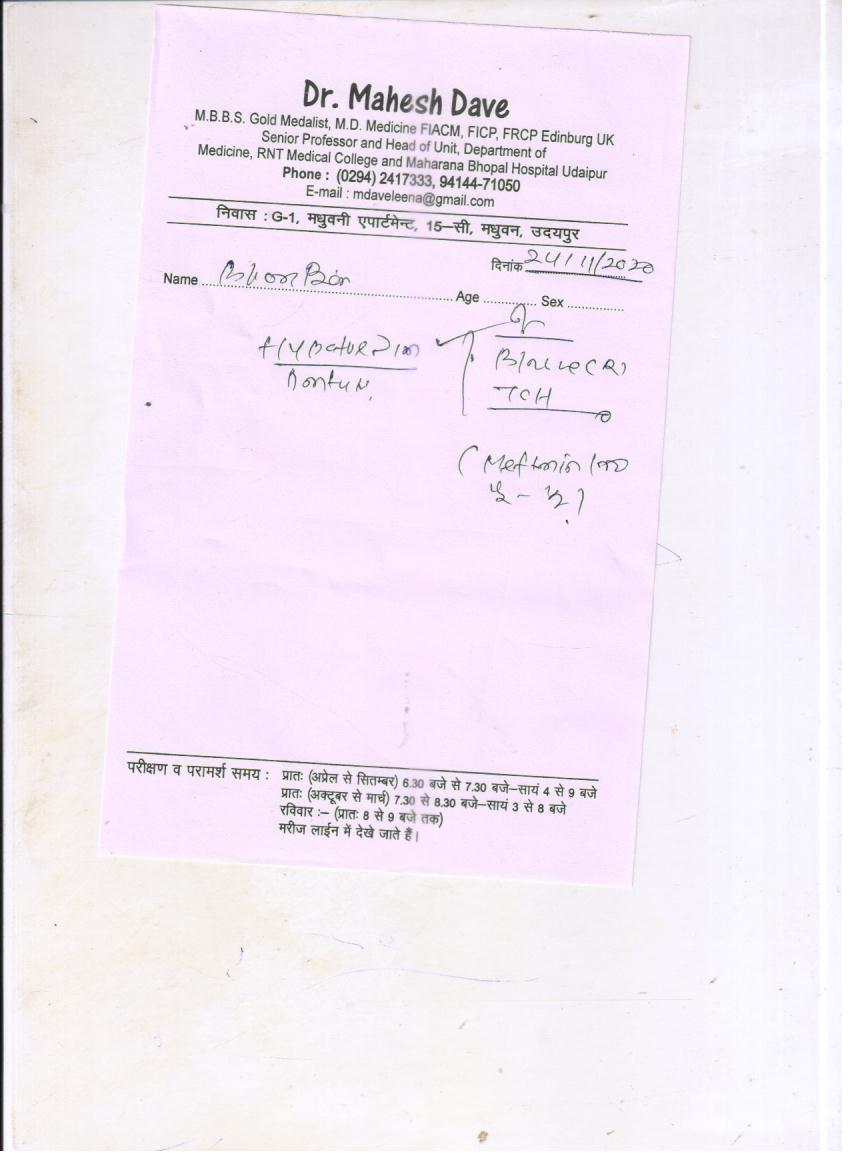 Dr. Mahesh Dave
M.B.B.S. Gold Medalist, M.D. Medicine FIACM, FICP, FRCP Edinburg UK
Senior Professor and Head of Unit, Department of
Medicine, RNT Medical College and Maharana Bhopal Hospital Udaipur
Phone : (0294) 2417333, 94144-71050
E-mail : mdaveleena@gmail.com
निवास : G-1, मधुवनी एपार्टमेन्ट, 15–सी, मधुवन, उदयपुर
दिनांक 24/11/2020
Name Age Sex
परीक्षण व परामर्श समय : प्रातः (अप्रेल से सितम्बर) 6.30 बजे से 7.30 बजे–सायं 4 से 9 बजे
प्रातः (अक्टूबर से मार्च) 7.30 से 8.30 बजे–सायं 3 से 8 बजे
रविवार :– (प्रातः 8 से 9 बजे तक)
मरीज लाईन में देखे जाते हैं।